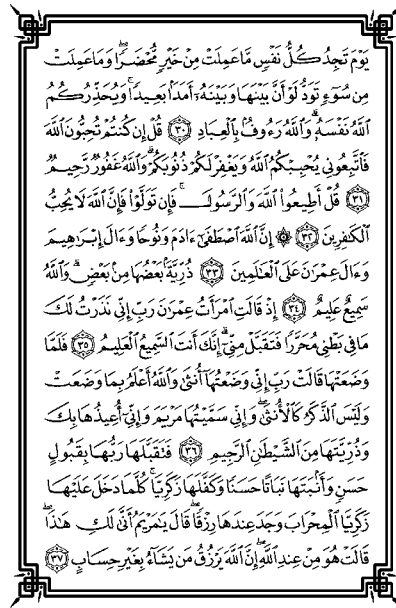 يَوْمَ تَجِدُ كُلُّ نَفْسٍ مَّا عَمِلَتْ مِنْ خَيْرٍ مُّحْضَرًا وَمَا عَمِلَتْ
مِن سُوٓءٍ تَوَدُّ لَوْ أَنَّ بَيْنَهَا وَبَيْنَهُۥٓ أَمَدَۢا بَعِيدًا ۗ وَيُحَذِّرُكُمُ
ٱللَّهُ نَفْسَهُۥ ۗ وَٱللَّهُ رَءُوفٌۢ بِٱلْعِبَادِ ﴿٣٠﴾ قُلْ إِن كُنتُمْ تُحِبُّونَ ٱللَّهَ
فَٱتَّبِعُونِى يُحْبِبْكُمُ ٱللَّهُ وَيَغْفِرْ لَكُمْ ذُنُوبَكُمْ ۗ وَٱللَّهُ غَفُورٌ رَّحِيمٌ
﴿٣١﴾ قُلْ أَطِيعُوا۟ ٱللَّهَ وَٱلرَّسُولَ ۖ فَإِن تَوَلَّوْا۟ فَإِنَّ ٱللَّهَ لَا يُحِبُّ
ٱلْكَـٰفِرِينَ ﴿٣٢﴾ ۞ إِنَّ ٱللَّهَ ٱصْطَفَىٰٓ ءَادَمَ وَنُوحًا وَءَالَ إِبْرَٰهِيمَ
وَءَالَ عِمْرَٰنَ عَلَى ٱلْعَـٰلَمِينَ ﴿٣٣﴾ ذُرِّيَّةًۢ بَعْضُهَا مِنۢ بَعْضٍ ۗ وَٱللَّهُ
سَمِيعٌ عَلِيمٌ ﴿٣٤﴾ إِذْ قَالَتِ ٱمْرَأَتُ عِمْرَٰنَ رَبِّ إِنِّى نَذَرْتُ لَكَ
مَا فِى بَطْنِى مُحَرَّرًا فَتَقَبَّلْ مِنِّىٓ ۖ إِنَّكَ أَنتَ ٱلسَّمِيعُ ٱلْعَلِيمُ ﴿٣٥﴾ فَلَمَّا
وَضَعَتْهَا قَالَتْ رَبِّ إِنِّى وَضَعْتُهَآ أُنثَىٰ وَٱللَّهُ أَعْلَمُ بِمَا وَضَعَتْ
وَلَيْسَ ٱلذَّكَرُ كَٱلْأُنثَىٰ ۖ وَإِنِّى سَمَّيْتُهَا مَرْيَمَ وَإِنِّىٓ أُعِيذُهَا بِكَ
وَذُرِّيَّتَهَا مِنَ ٱلشَّيْطَـٰنِ ٱلرَّجِيمِ ﴿٣٦﴾ فَتَقَبَّلَهَا رَبُّهَا بِقَبُولٍ
حَسَنٍ وَأَنۢبَتَهَا نَبَاتًا حَسَنًا وَكَفَّلَهَا زَكَرِيَّا ۖ كُلَّمَا دَخَلَ عَلَيْهَا
زَكَرِيَّا ٱلْمِحْرَابَ وَجَدَ عِندَهَا رِزْقًا ۖ قَالَ يَـٰمَرْيَمُ أَنَّىٰ لَكِ هَـٰذَا ۖ
قَالَتْ هُوَ مِنْ عِندِ ٱللَّهِ ۖ إِنَّ ٱللَّهَ يَرْزُقُ مَن يَشَآءُ بِغَيْرِ حِسَابٍ ﴿٣٧﴾